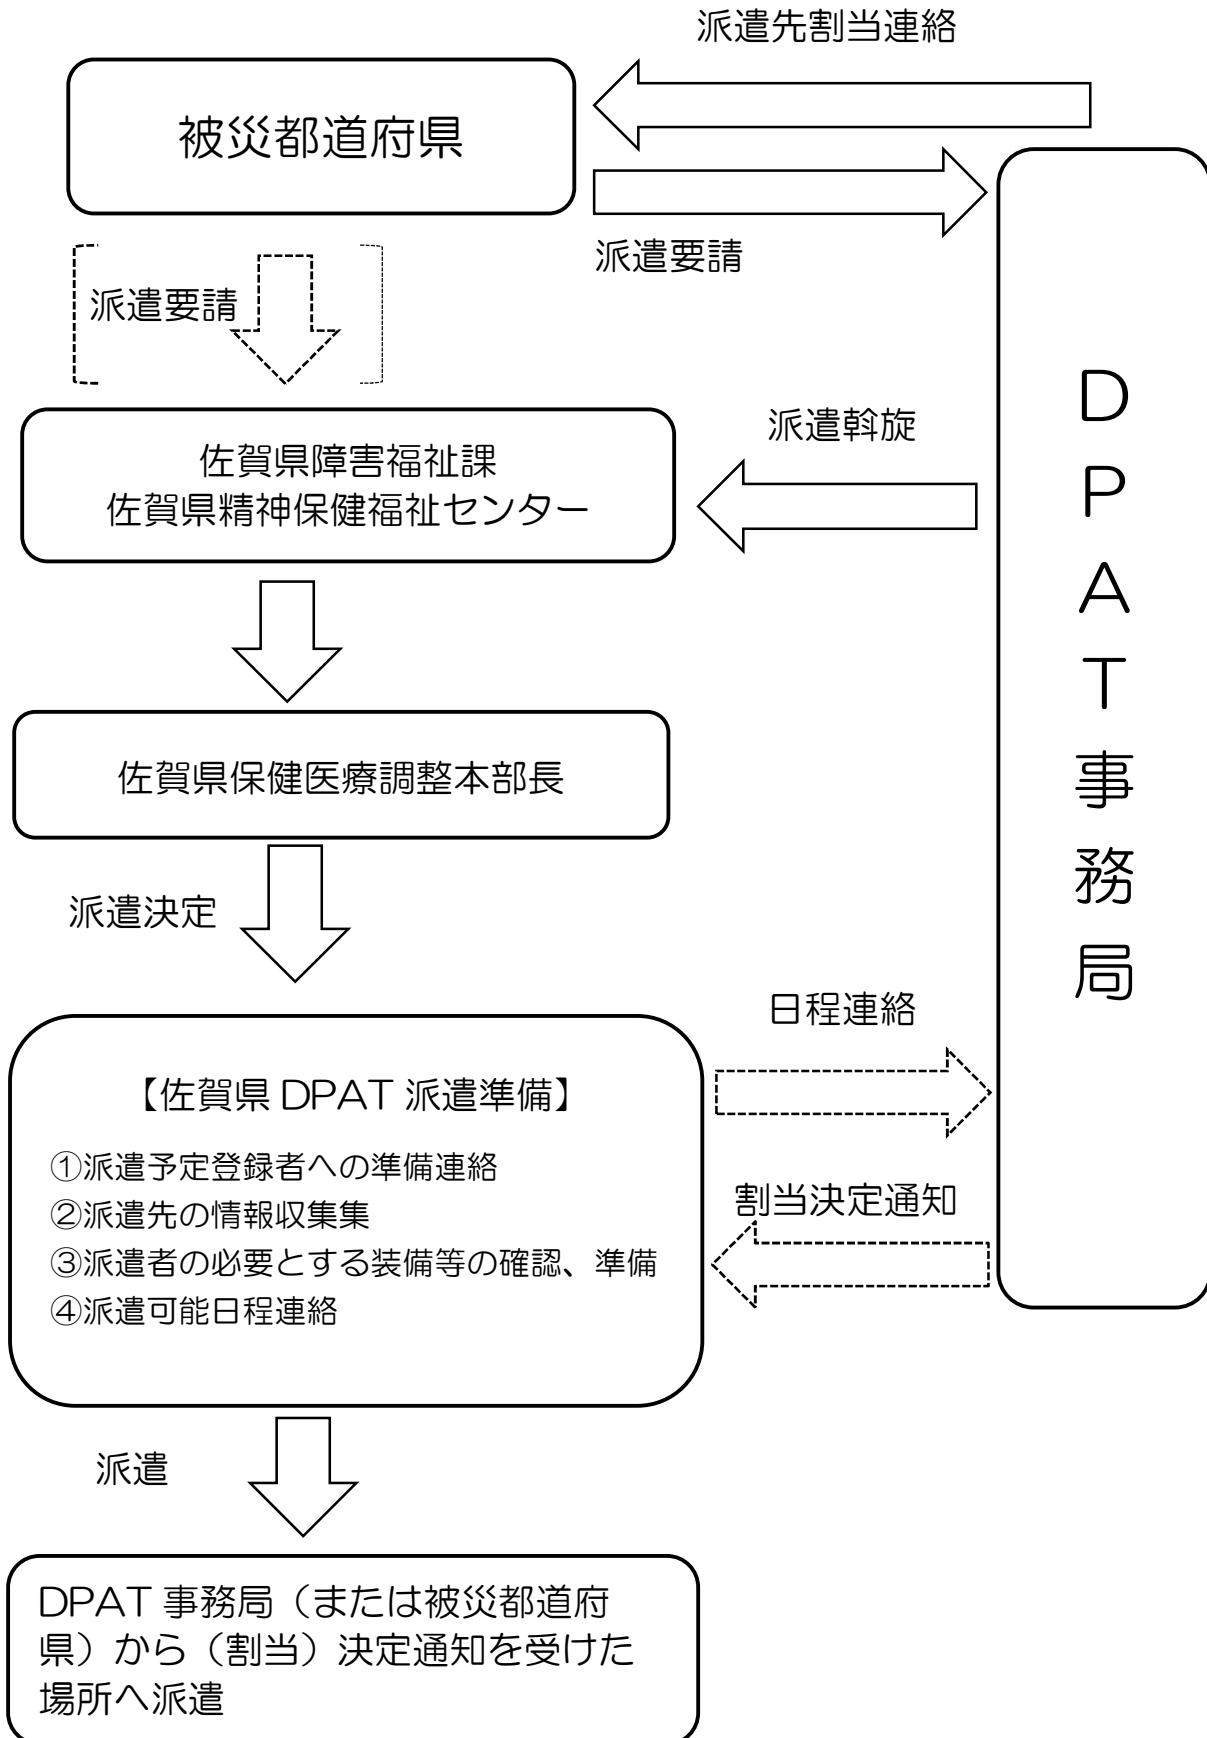 派遣先割当連絡
被災都道府県
派遣要請
派遣要請
派遣斡旋
佐賀県障害福祉課
佐賀県精神保健福祉センター
佐賀県保健医療調整本部長
派遣決定
DPAT事務局
日程連絡
【佐賀県 DPAT 派遣準備】
①派遣予定登録者への準備連絡
②派遣先の情報収集集
③派遣者の必要とする装備等の確認、準備
④派遣可能日程連絡
割当決定通知
派遣
DPAT 事務局（または被災都道府
県）から（割当）決定通知を受けた
場所へ派遣